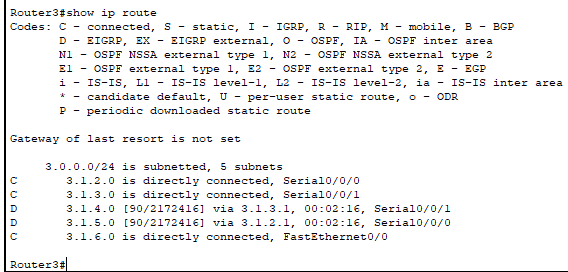 Router3#show ip route
Codes: C - connected, S - static, I - IGRP, R - RIP, M - mobile, B - BGP
       D - EIGRP, EX - EIGRP external, O - OSPF, IA - OSPF inter area
       N1 - OSPF NSSA external type 1, N2 - OSPF NSSA external type 2
       E1 - OSPF external type 1, E2 - OSPF external type 2, E - EGP
       i - IS-IS, L1 - IS-IS level-1, L2 - IS-IS level-2, ia - IS-IS inter area
       * - candidate default, U - per-user static route, o - ODR
       P - periodic downloaded static route
Gateway of last resort is not set
     3.0.0.0/24 is subnetted, 5 subnets
C       3.1.2.0 is directly connected, Serial0/0/0
C       3.1.3.0 is directly connected, Serial0/0/1
D       3.1.4.0 [90/2172416] via 3.1.3.1, 00:02:16, Serial0/0/1
D       3.1.5.0 [90/2172416] via 3.1.2.1, 00:02:16, Serial0/0/0
C       3.1.6.0 is directly connected, FastEthernet0/0
Router3#